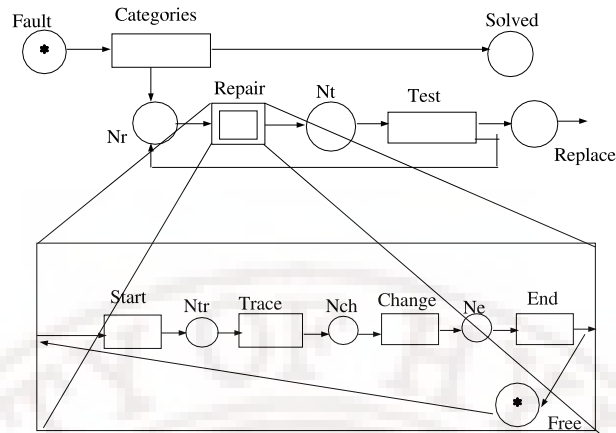 Fault
Categories
Solved
Repair
Nt
Test
Nr
Replace
Start
Ntr
Trace
Nch
Change
Ne
End
Free